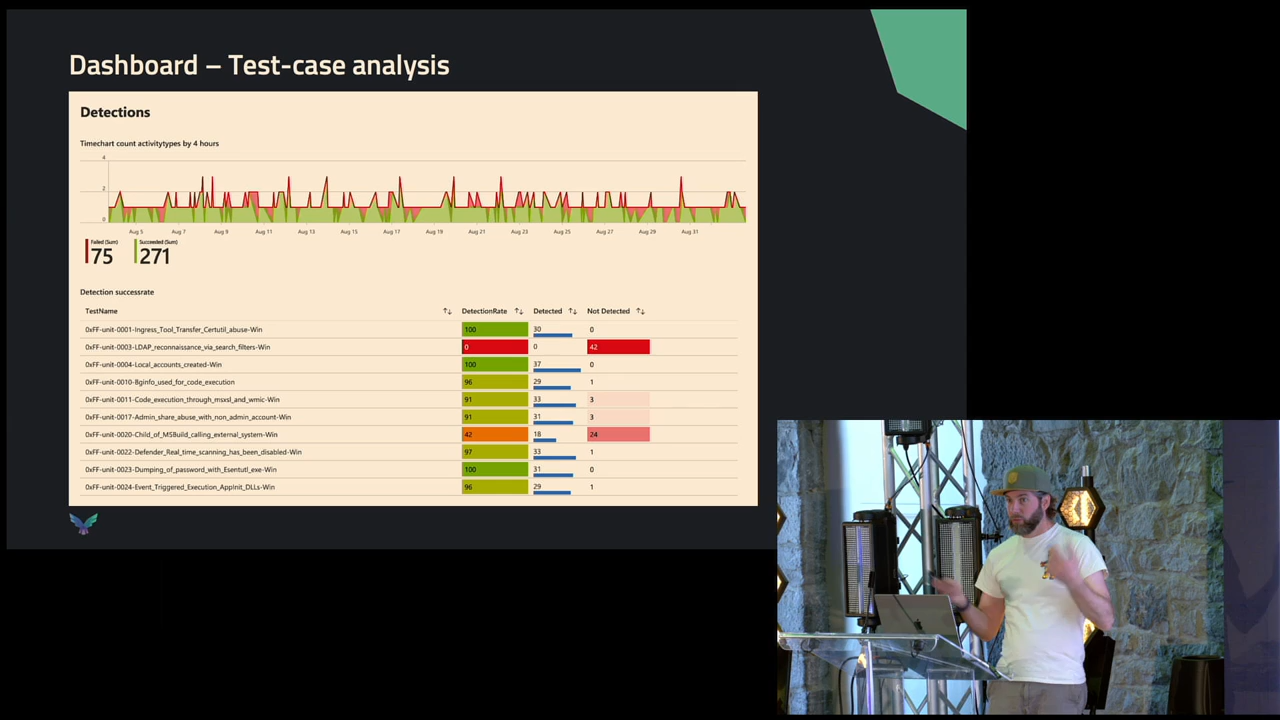 Dashboard – Test-case analysis
Detections
Timechart count activitytypes by 4 hours
4
2
0
Aug 5 Aug 7 Aug 9 Aug 11 Aug 13 Aug 15 Aug 17 Aug 19 Aug 21 Aug 23 Aug 25 Aug 27 Aug 29 Aug 31
Failed (Sum) Succeeded (Sum)
75 271
Detection successrate
TestName DetectionRate Detected Not Detected
0xFF-unit-0001-Ingress_Tool_Transfer_Certutil_abuse-Win 100 30 0
0xFF-unit-0003-LDAP_reconnaissance_via_search_filters-Win 0 0 42
0xFF-unit-0004-Local_accounts_created-Win 100 37 0
0xFF-unit-0010-Bginfo_used_for_code_execution 96 29 1
0xFF-unit-0011-Code_execution_through_msxsl_and_wmic-Win 91 33 3
0xFF-unit-0017-Admin_share_abuse_with_non_admin_account-Win 91 31 3
0xFF-unit-0020-Child_of_MSBuild_calling_external_system-Win 42 18 24
0xFF-unit-0022-Defender_Real_time_scanning_has_been_disabled-Win 97 33 1
0xFF-unit-0023-Dumping_of_password_with_Esentutl_exe-Win 100 31 0
0xFF-unit-0024-Event_Triggered_Execution_AppInit_DLLs-Win 96 29 1